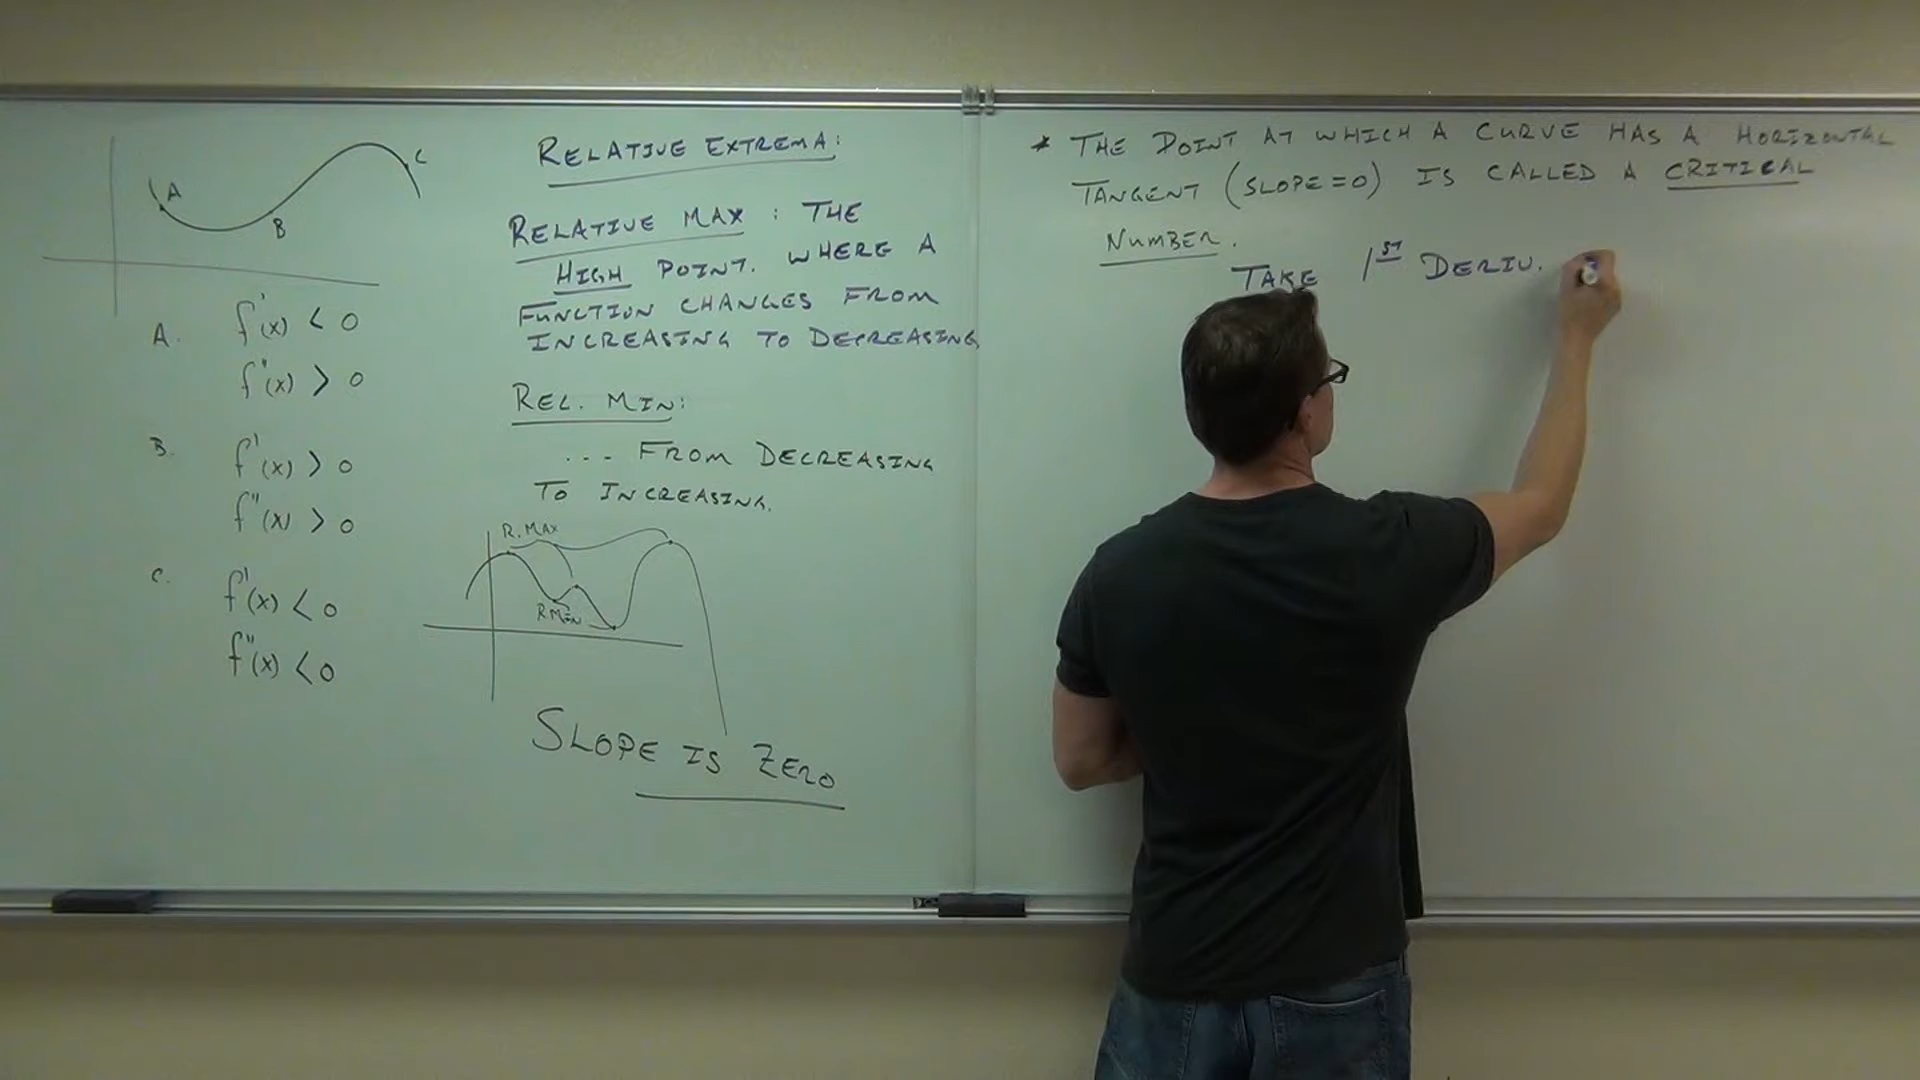 A
B
C
A. f'(x) < 0
f"(x) > 0
B. f'(x) > 0
f"(x) > 0
C. f'(x) < 0
f"(x) < 0
RELATIVE EXTREMA:
RELATIVE MAX : THE
HIGH POINT. WHERE A
FUNCTION CHANGES FROM
INCREASING TO DECREASING
REL. MIN:
... FROM DECREASING
TO INCREASING.
R. MAX
R.MIN
SLOPE IS ZERO
* THE POINT AT WHICH A CURVE HAS A HORIZONTAL
TANGENT (SLOPE=0) IS CALLED A CRITICAL
NUMBER.
TAKE 1ST DERIV.